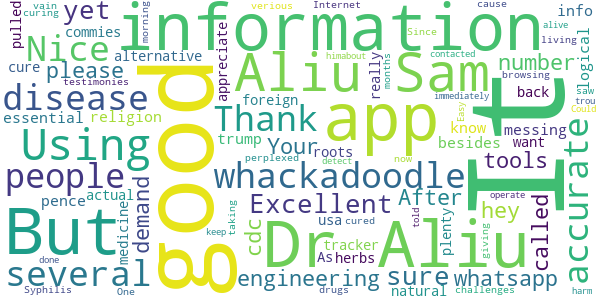 vain
curing
cure
Nice
yet
commies
pulled
morning
information
verious
Internet
cause
Since
info
alive
living
alternative
please
appreciate
testimonies
Aliu Sam
really
himabout
months
contacted
immediately
browsing
number
back
saw
trou
logical
disease
essential
religion
foreign
Thank
app
Easy
Could
know
besides
messing
want
It
Using
good
trump
Your
roots
perplexed
detect
now
tools
people
pence
actual
medicine
demand
whackadoodle
After
hey
accurate
But
several
Excellent
cdc
usa
cured
As
herbs
told
plenty
called
Dr Aliu
tracker
taking
operate
engineering
sure
whatsapp
Syphilis
done
One
keep
drugs
natural
giving
challenges
harm